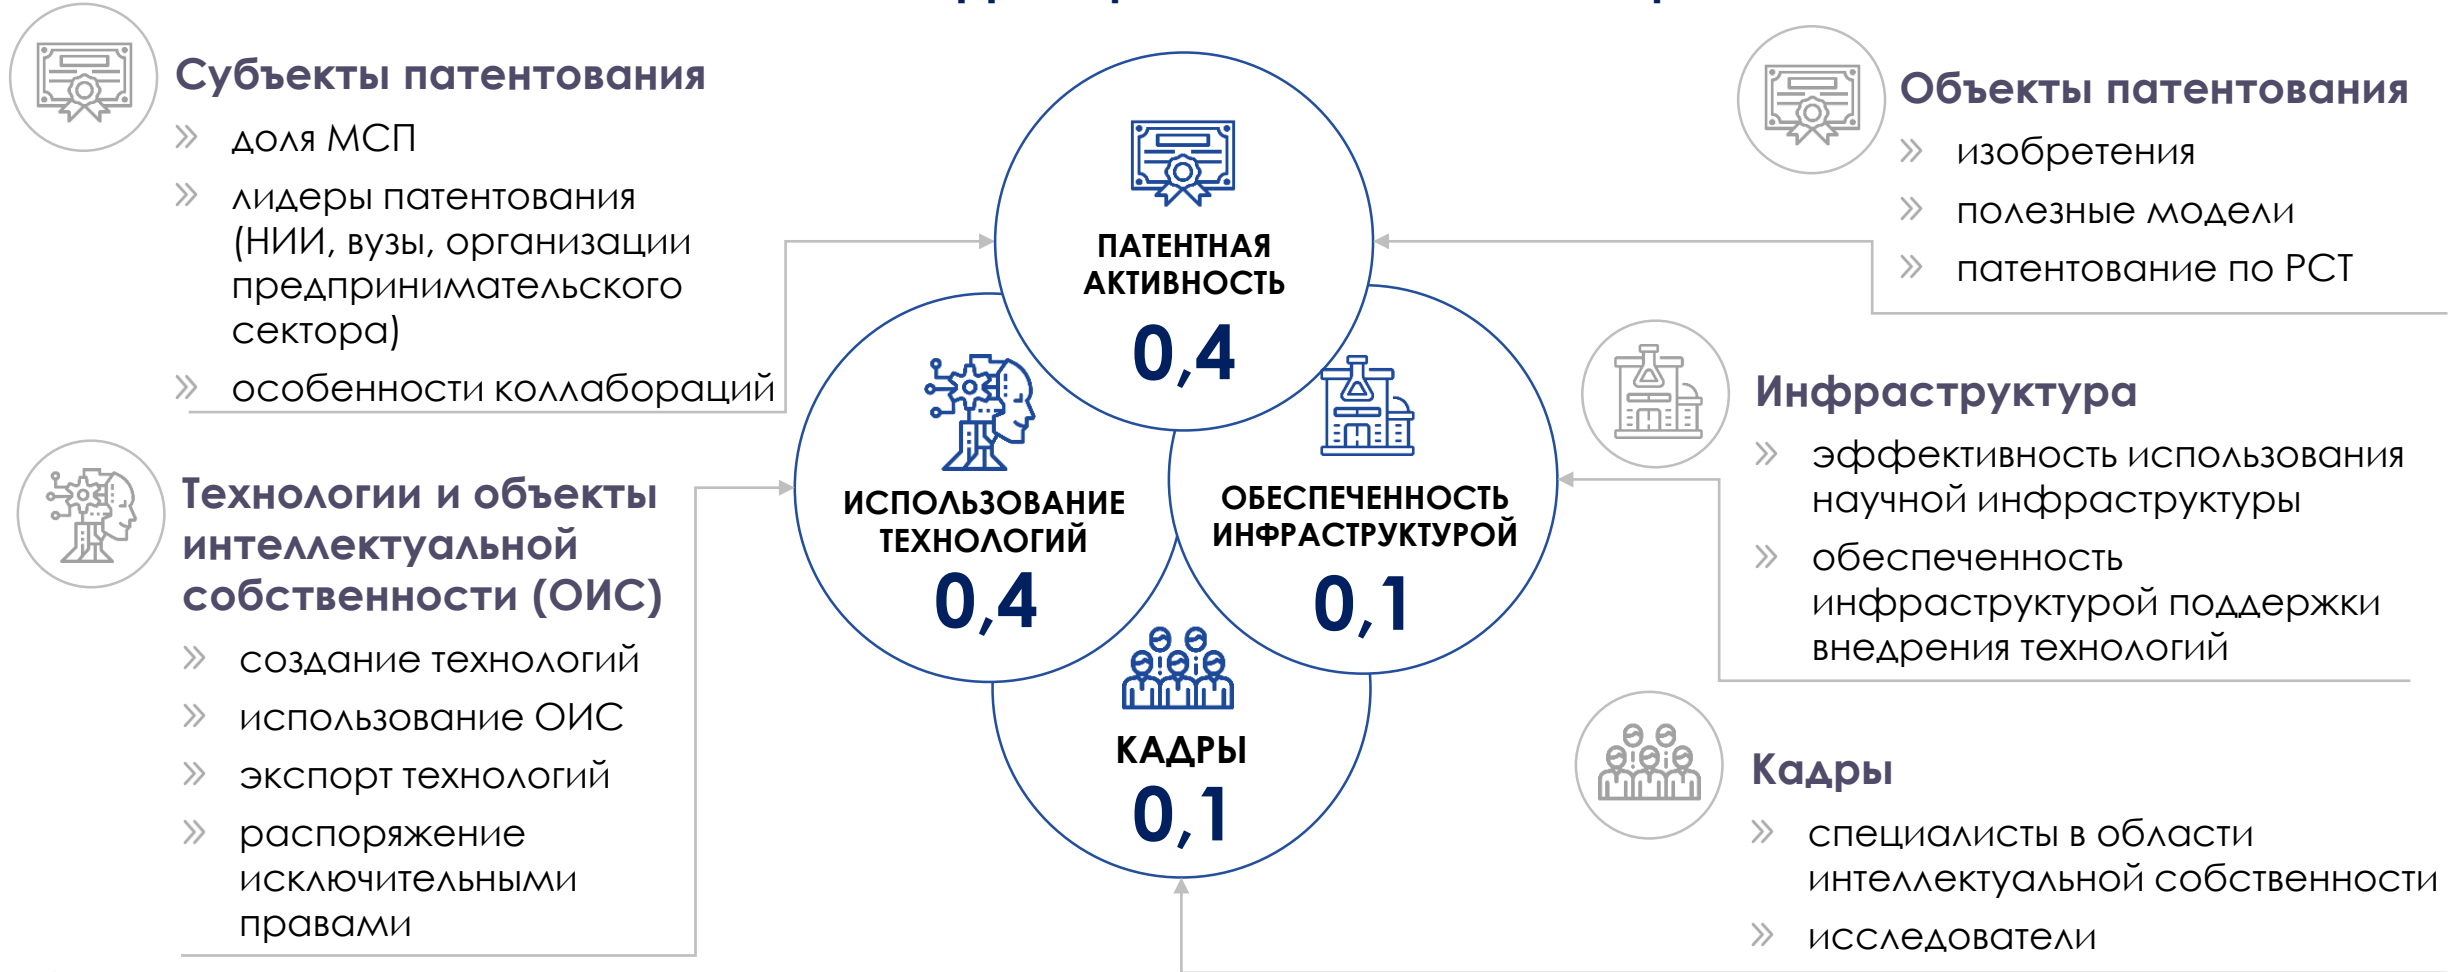 Субъекты патентования
доля МСП
лидеры патентования
(НИИ, вузы, организации
предпринимательского
сектора)
особенности коллабораций
Технологии и объекты
интеллектуальной
собственности (ОИС)
создание технологий
использование ОИС
экспорт технологий
распоряжение
исключительными
правами
ПАТЕНТНАЯ
АКТИВНОСТЬ
0,4
ИСПОЛЬЗОВАНИЕ
ТЕХНОЛОГИЙ
0,4
ОБЕСПЕЧЕННОСТЬ
ИНФРАСТРУКТУРОЙ
0,1
КАДРЫ
0,1
Объекты патентования
изобретения
полезные модели
патентование по РСТ
Инфраструктура
эффективность использования
научной инфраструктуры
обеспеченность
инфраструктурой поддержки
внедрения технологий
Кадры
специалисты в области
интеллектуальной собственности
исследователи